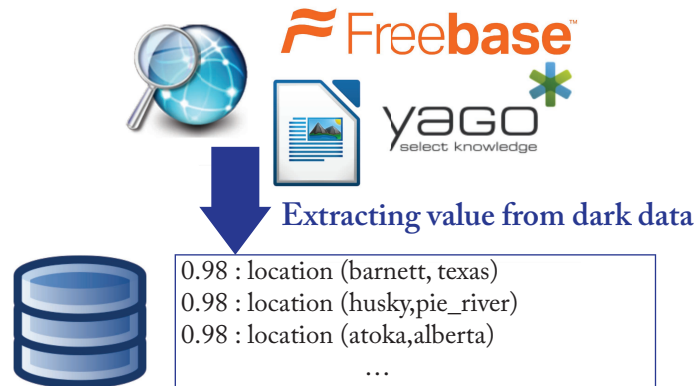 Freebase™
yago
select knowledge
Extracting value from dark data
0.98 : location (barnett, texas)
0.98 : location (husky,pie_river)
0.98 : location (atoka,alberta)
...